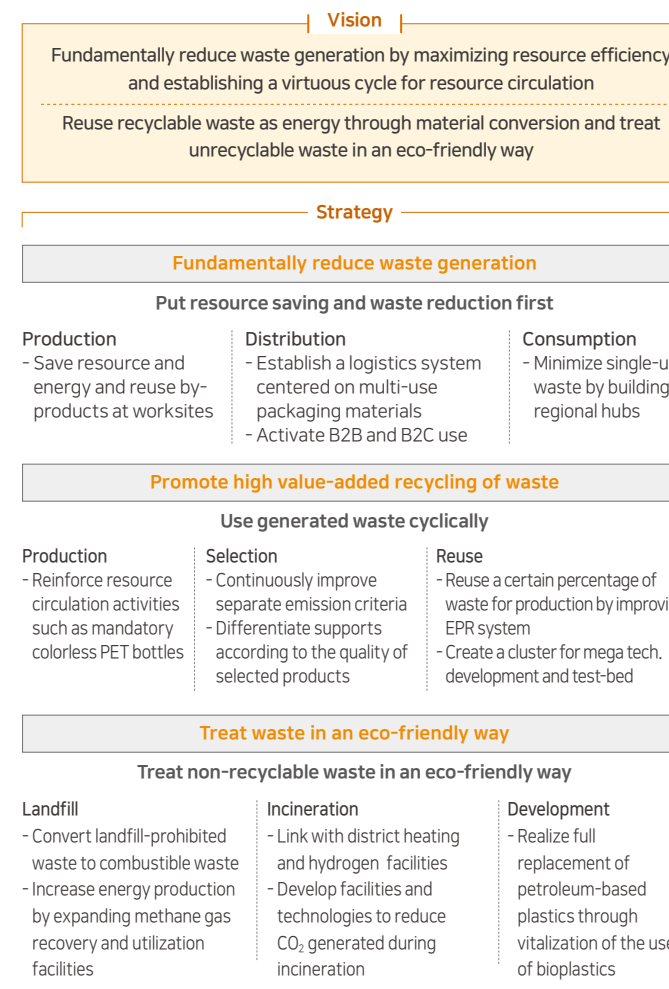 Vision
Fundamentally reduce waste generation by maximizing resource efficiency
and establishing a virtuous cycle for resource circulation
Reuse recyclable waste as energy through material conversion and treat
unrecyclable waste in an eco-friendly way
Strategy
Fundamentally reduce waste generation
Put resource saving and waste reduction first
Production
- Save resource and
energy and reuse by-
products at worksites
Distribution
- Establish a logistics system
centered on multi-use
packaging materials
- Activate B2B and B2C use
Consumption
- Minimize single-u
waste by building
regional hubs
Promote high value-added recycling of waste
Use generated waste cyclically
Production
- Reinforce resource
circulation activities
such as mandatory
colorless PET bottles
Selection
- Continuously improve
separate emission criteria
- Differentiate supports
according to the quality of
selected products
Reuse
- Reuse a certain percentage of
waste for production by improvi
EPR system
- Create a cluster for mega tech.
development and test-bed
Treat waste in an eco-friendly way
Treat non-recyclable waste in an eco-friendly way
Landfill
- Convert landfill-prohibited
waste to combustible waste
- Increase energy production
by expanding methane gas
recovery and utilization
facilities
Incineration
- Link with district heating
and hydrogen facilities
- Develop facilities and
technologies to reduce
CO₂ generated during
incineration
Development
- Realize full
replacement of
petroleum-based
plastics through
vitalization of the use
of bioplastics